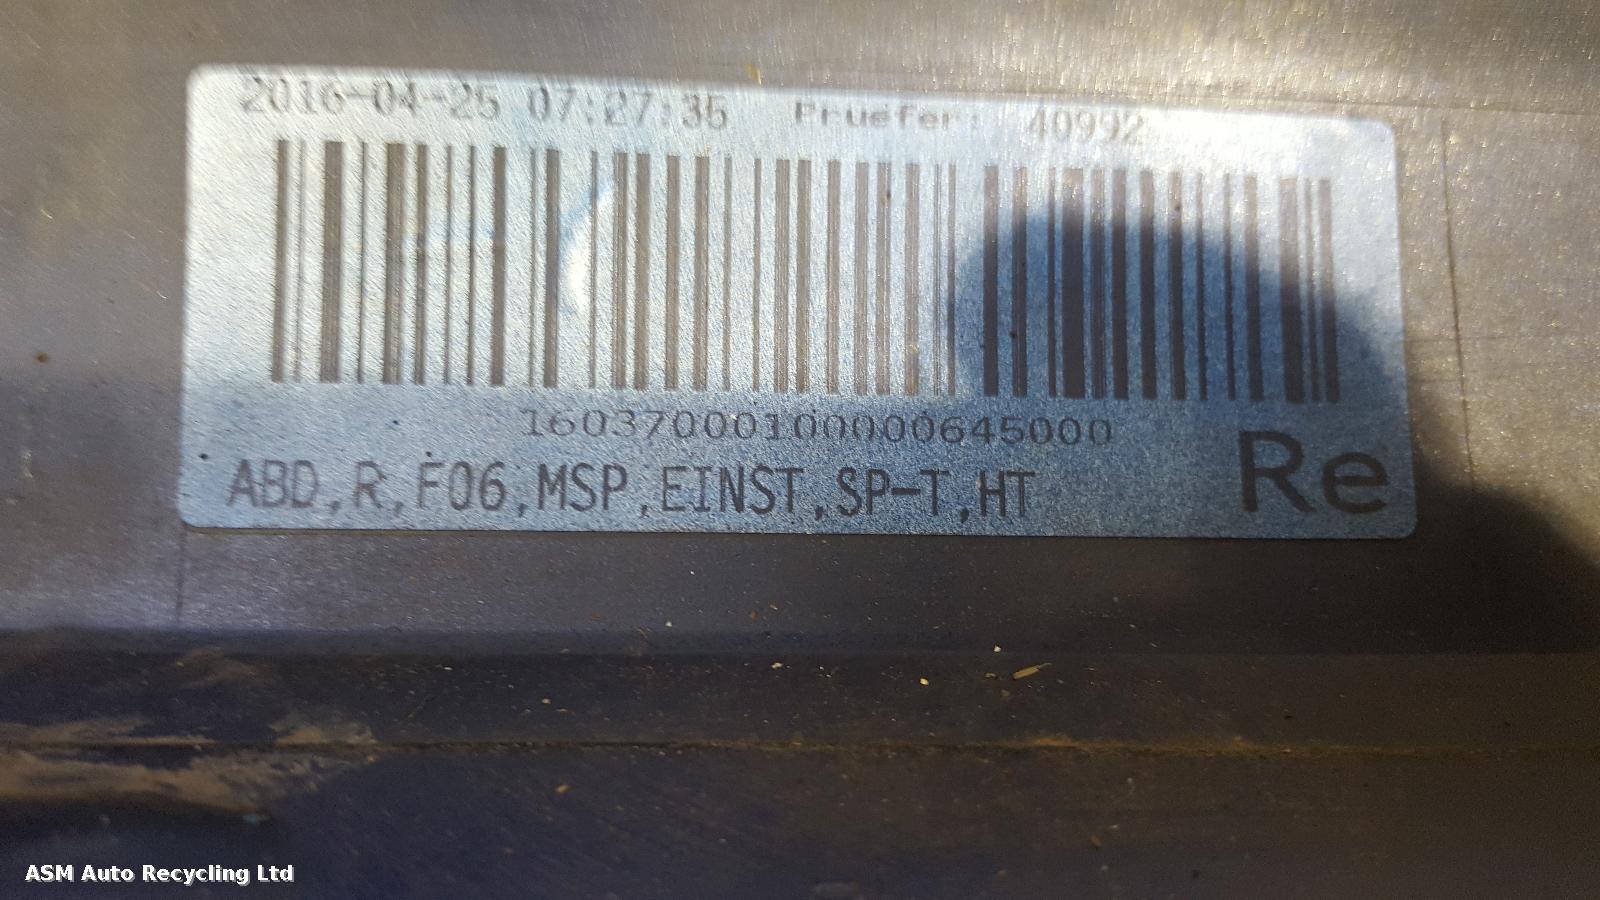 2016-04-25 07:27:35 Pruefer: 40992
16037000100000645000
ABD,R,F06,MSP,EINST,SP-T,HT
Re
ASM Auto Recycling Ltd